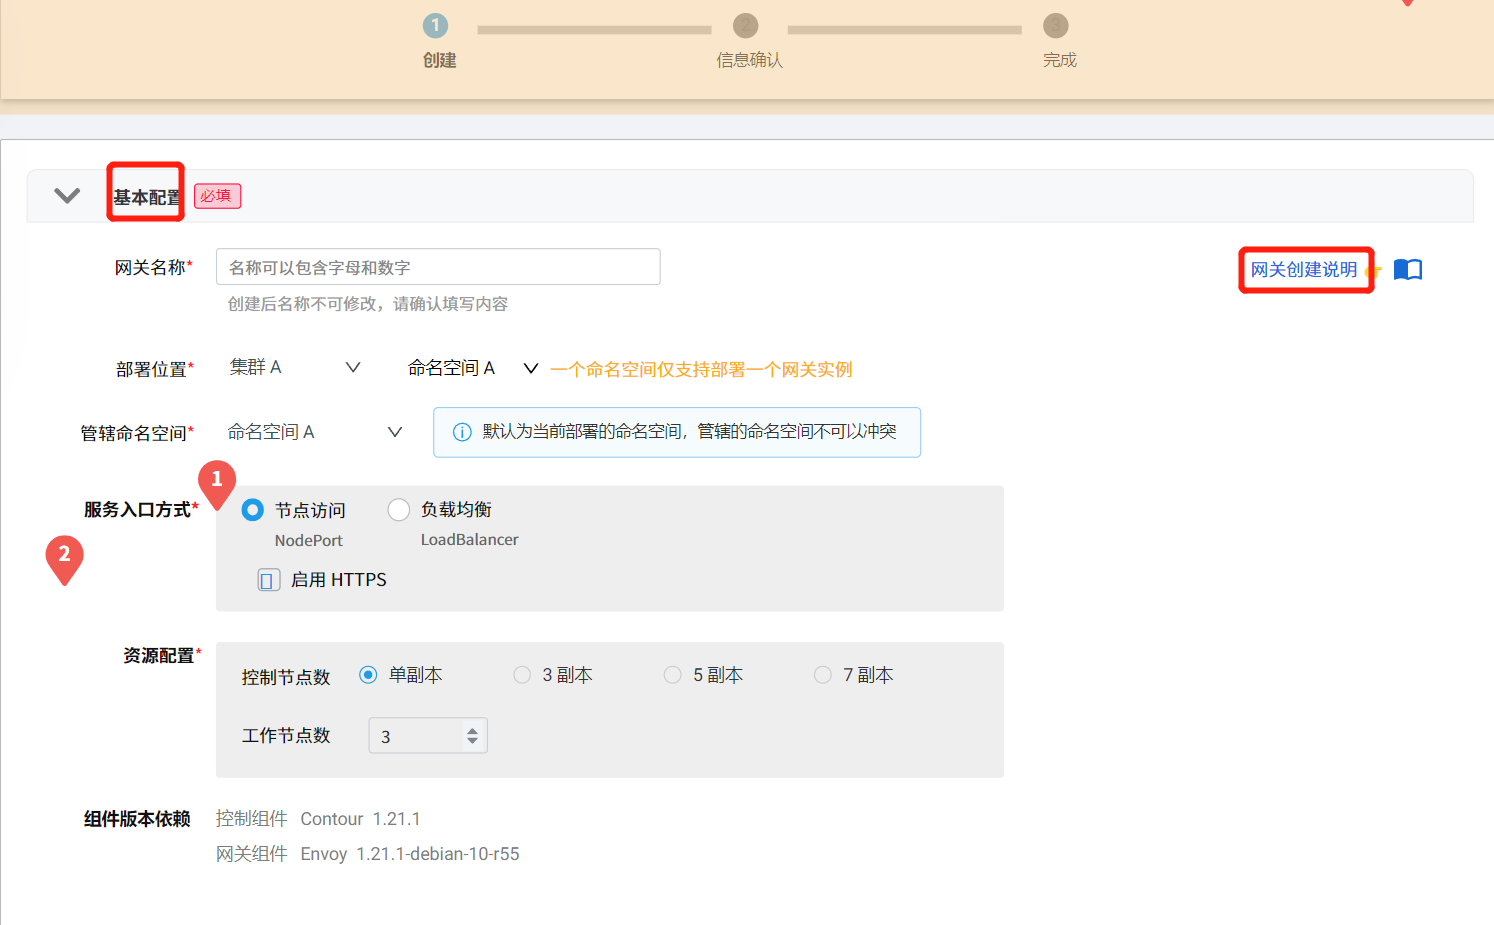 1 2 3
创建 信息确认 完成
基本配置 必填
网关名称* 名称可以包含字母和数字 网关创建说明
创建后名称不可修改，请确认填写内容
部署位置* 集群 A 命名空间 A 一个命名空间仅支持部署一个网关实例
管辖命名空间* 命名空间 A 默认为当前部署的命名空间，管辖的命名空间不可以冲突
1
服务入口方式* 节点访问 负载均衡
NodePort LoadBalancer
2
启用 HTTPS
资源配置*
控制节点数 单副本 3 副本 5 副本 7 副本
工作节点数 3
组件版本依赖 控制组件 Contour 1.21.1
网关组件 Envoy 1.21.1-debian-10-r55